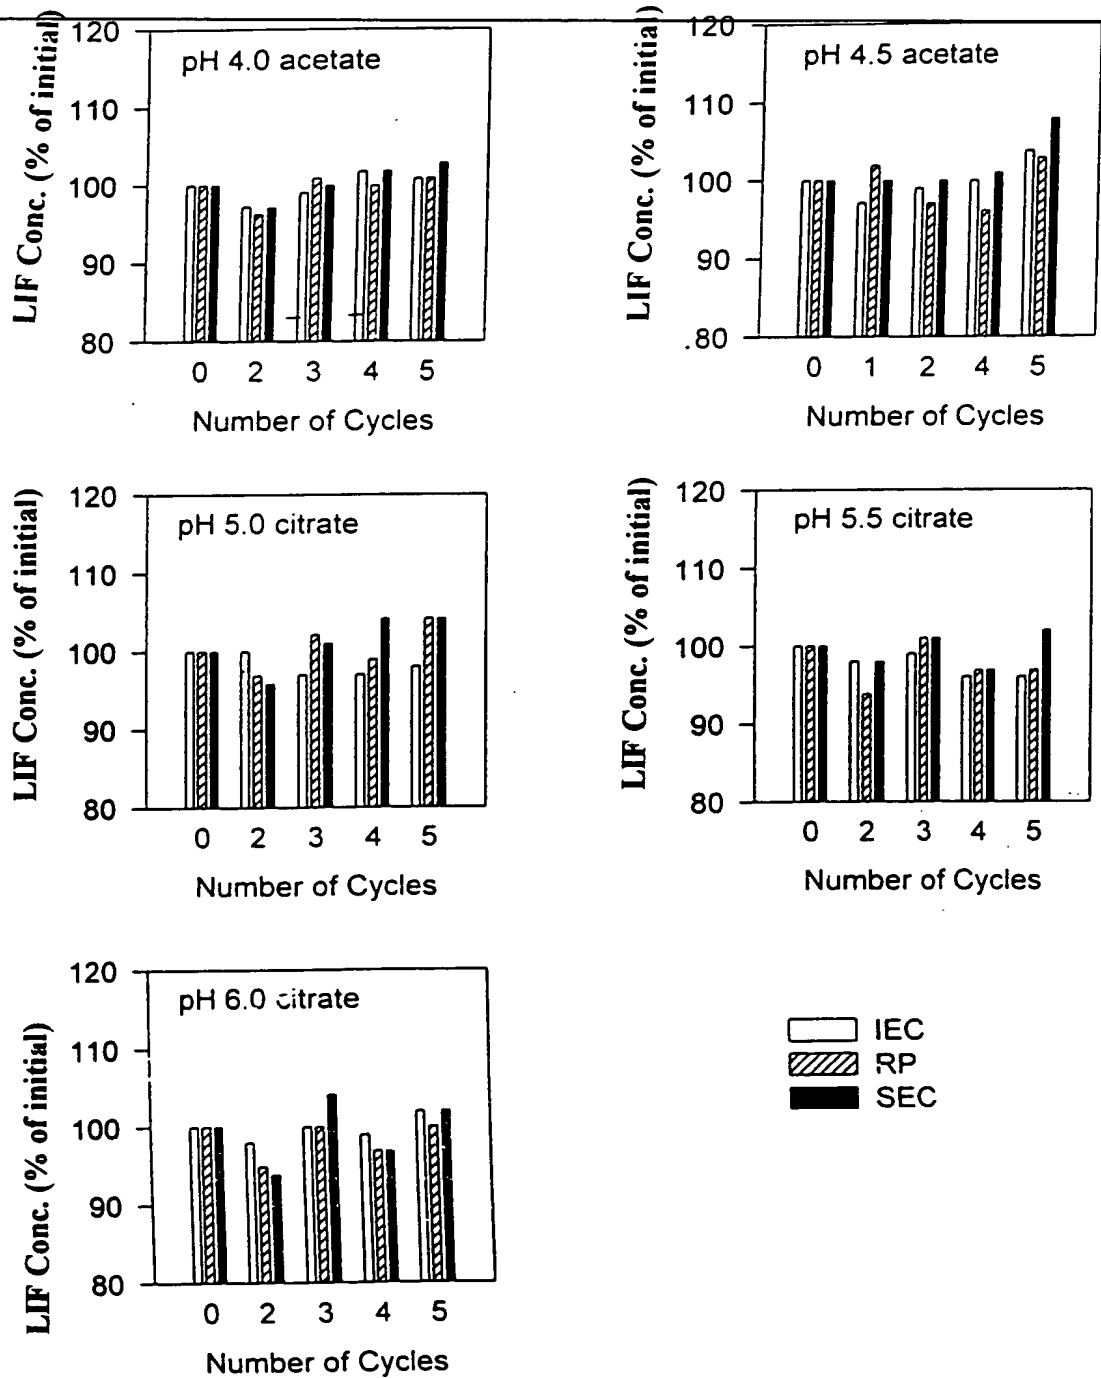 LIF Conc. (% of initial)
pH 4.0 acetate
120
110
100
90
80
0 2 3 4 5
Number of Cycles
LIF Conc. (% of initial)
pH 4.5 acetate
120
110
100
90
.80
0 1 2 4 5
Number of Cycles
LIF Conc. (% of initial)
pH 5.0 citrate
120
110
100
90
80
0 2 3 4 5
Number of Cycles
LIF Conc. (% of initial)
pH 5.5 citrate
120
110
100
90
80
0 2 3 4 5
Number of Cycles
LIF Conc. (% of initial)
pH 6.0 citrate
120
110
100
90
80
0 2 3 4 5
Number of Cycles
IEC
RP
SEC